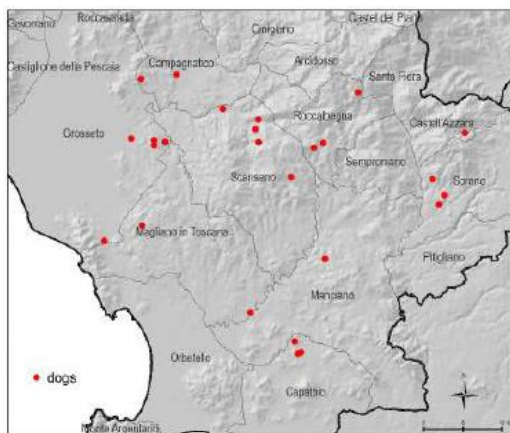 Gavorrano
Roccastrada
Castel del Piano
Cinigiano
Castiglione della Pescaia
Campagnatico
Arcidosso
Santa Fiora
Roccalbegna
Castell'Azzara
Grosseto
Semproniano
Scansano
Sorano
Magliano in Toscana
Pitigliano
Manciano
Orbetello
dogs
Capalbio
Monte Argentario